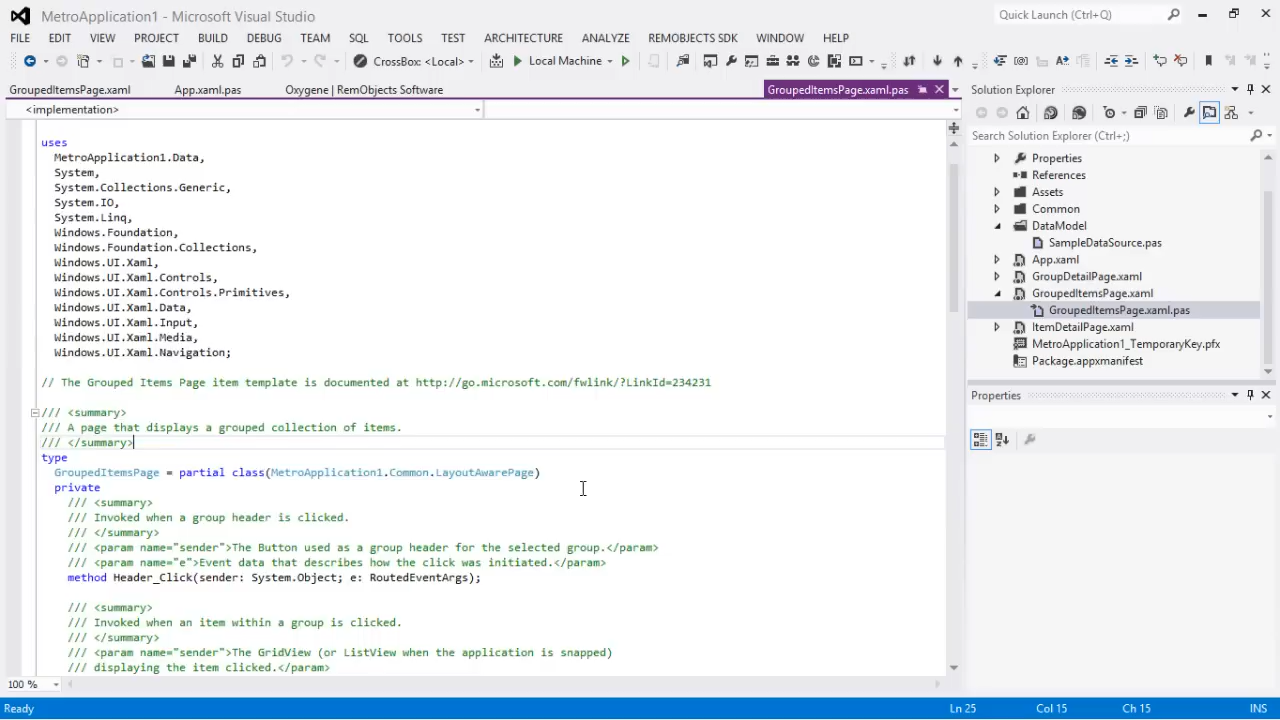 MetroApplication1 - Microsoft Visual Studio
Quick Launch (Ctrl+Q)
FILE EDIT VIEW PROJECT BUILD DEBUG TEAM SQL TOOLS TEST ARCHITECTURE ANALYZE REMOBJECTS SDK WINDOW HELP
CrossBox: <Local> Local Machine
GroupedItemsPage.xaml App.xaml.pas Oxygene | RemObjects Software GroupedItemsPage.xaml.pas
<implementation>
uses
MetroApplication1.Data,
System,
System.Collections.Generic,
System.IO,
System.Linq,
Windows.Foundation,
Windows.Foundation.Collections,
Windows.UI.Xaml,
Windows.UI.Xaml.Controls,
Windows.UI.Xaml.Controls.Primitives,
Windows.UI.Xaml.Data,
Windows.UI.Xaml.Input,
Windows.UI.Xaml.Media,
Windows.UI.Xaml.Navigation;
// The Grouped Items Page item template is documented at http://go.microsoft.com/fwlink/?LinkId=234231
/// <summary>
/// A page that displays a grouped collection of items.
/// </summary>
type
GroupedItemsPage = partial class(MetroApplication1.Common.LayoutAwarePage)
private
/// <summary>
/// Invoked when a group header is clicked.
/// </summary>
/// <param name="sender">The Button used as a group header for the selected group.</param>
/// <param name="e">Event data that describes how the click was initiated.</param>
method Header_Click(sender: System.Object; e: RoutedEventArgs);
/// <summary>
/// Invoked when an item within a group is clicked.
/// </summary>
/// <param name="sender">The GridView (or ListView when the application is snapped)
/// displaying the item clicked.</param>
100 %
Solution Explorer
Search Solution Explorer (Ctrl+;)
Properties
References
Assets
Common
DataModel
SampleDataSource.pas
App.xaml
GroupDetailPage.xaml
GroupedItemsPage.xaml
GroupedItemsPage.xaml.pas
ItemDetailPage.xaml
MetroApplication1_TemporaryKey.pfx
Package.appxmanifest
Properties
Ready Ln 25 Col 15 Ch 15 INS